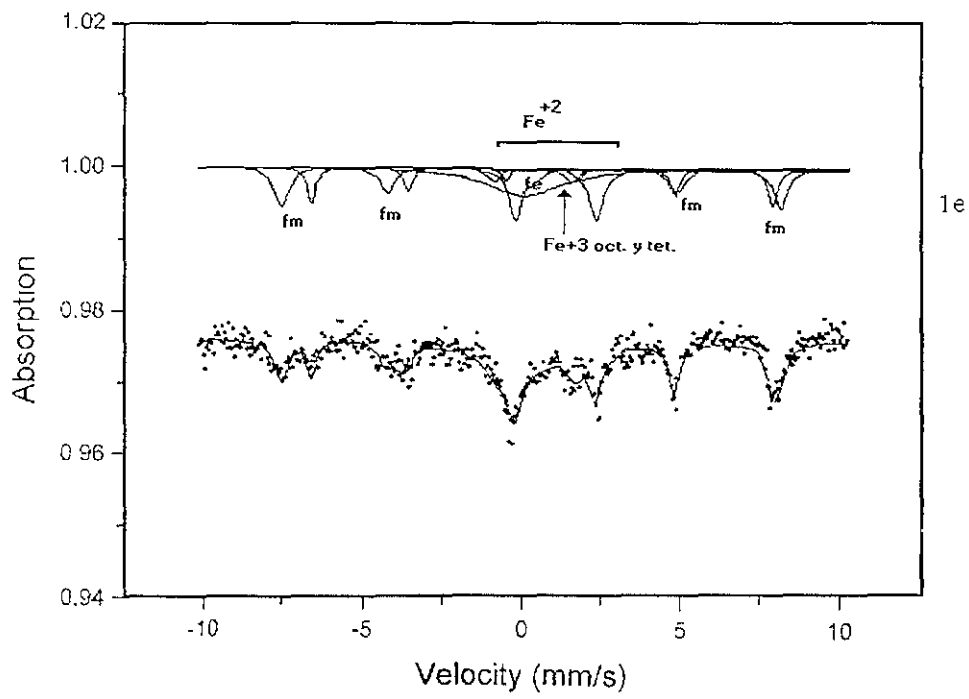 1.02
+2
Fe
1.00
fe
fm
fm
fm
fm
1e
Fe+3 oct. y tet.
0.98
Absorption
0.96
0.94
-10
-5
0
5
10
Velocity (mm/s)